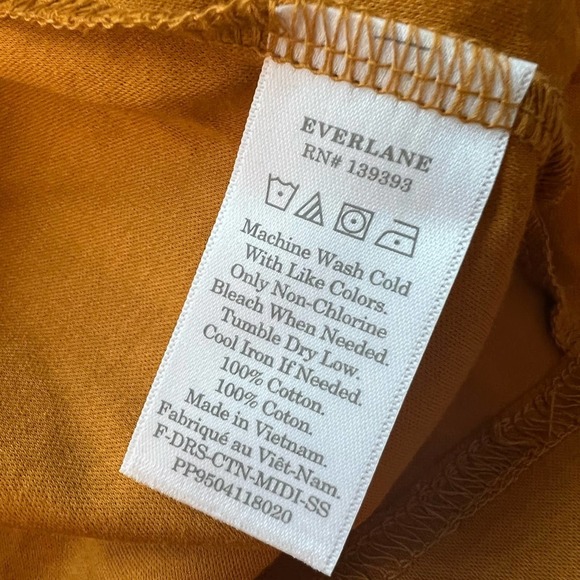 EVERLANE
RN# 139393
Machine Wash Cold
With Like Colors.
Only Non-Chlorine
Bleach When Needed.
Tumble Dry Low.
Cool Iron If Needed.
100% Cotton.
100% Coton.
Made in Vietnam.
Fabriqué au Viêt-Nam.
F-DRS-CTN-MIDI-SS
PP9504118020